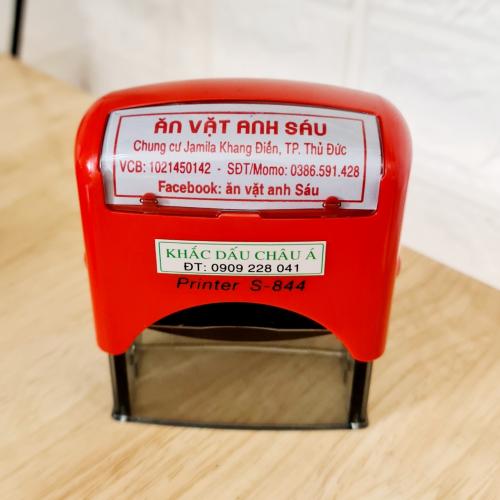 ĂN VẶT ANH SÁU
Chung cư Jamila Khang Điền, TP. Thủ Đức
VCB: 1021450142 - SĐT/Momo: 0386.591.428
Facebook: ăn vặt anh Sáu
KHẮC DẤU CHÂU Á
ĐT: 0909 228 041
Printer S-844